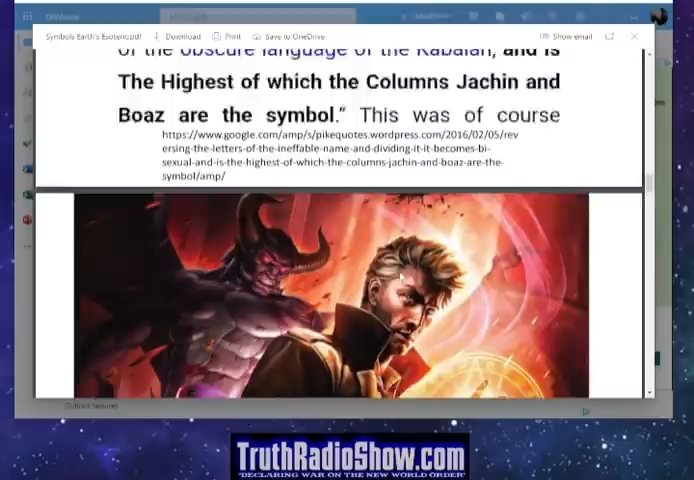 Symbols Earth's Esoteric.pdf Download Print Save to OneDrive Show email
of the obscure language of the Kabalah, and is
The Highest of which the Columns Jachin and
Boaz are the symbol." This was of course
https://www.google.com/amp/s/pikequotes.wordpress.com/2016/02/05/rev
ersing-the-letters-of-the-ineffable-name-and-dividing-it-it-becomes-bi-
sexual-and-is-the-highest-of-which-the-columns-jachin-and-boaz-are-the-
symbol/amp/
TruthRadioShow.com
"DECLARING WAR ON THE NEW WORLD ORDER"